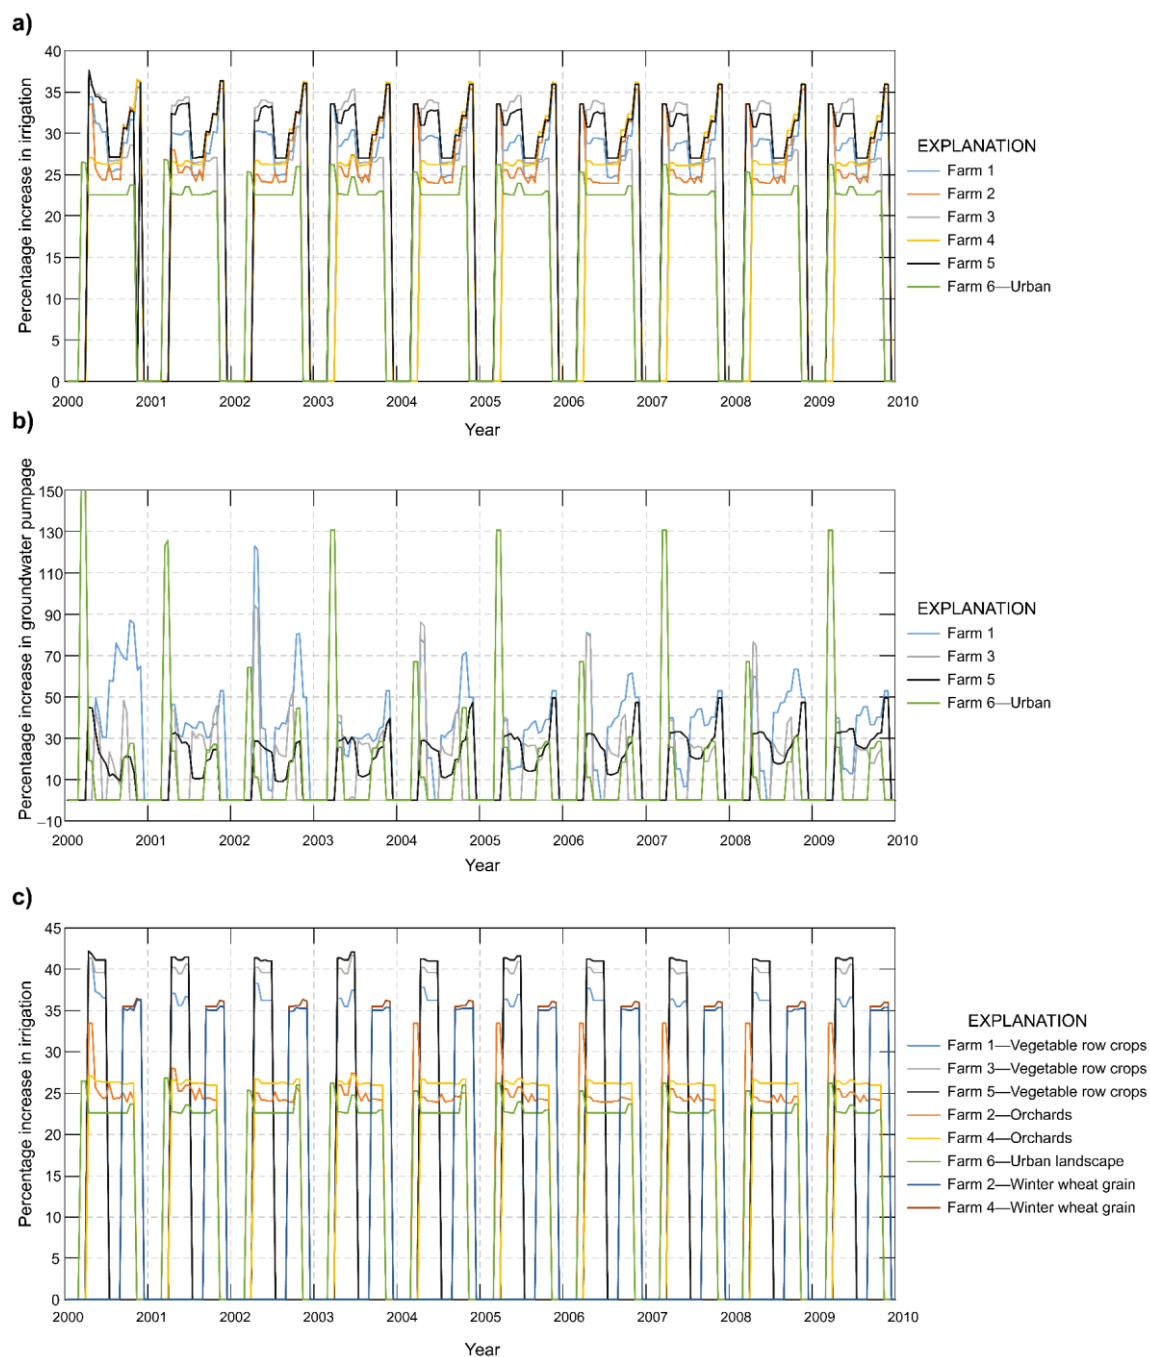 a)
Percentaage increase in irrigation
40
35
30
25
20
15
10
5
0
2000 2001 2002 2003 2004 2005 2006 2007 2008 2009 2010
Year
EXPLANATION
Farm 1
Farm 2
Farm 3
Farm 4
Farm 5
Farm 6—Urban
b)
Percentage increase in groundwater pumpage
150
130
110
90
70
50
30
10
−10
2000 2001 2002 2003 2004 2005 2006 2007 2008 2009 2010
Year
EXPLANATION
Farm 1
Farm 3
Farm 5
Farm 6—Urban
c)
Percentage increase in irrigation
45
40
35
30
25
20
15
10
5
0
2000 2001 2002 2003 2004 2005 2006 2007 2008 2009 2010
Year
EXPLANATION
Farm 1—Vegetable row crops
Farm 3—Vegetable row crops
Farm 5—Vegetable row crops
Farm 2—Orchards
Farm 4—Orchards
Farm 6—Urban landscape
Farm 2—Winter wheat grain
Farm 4—Winter wheat grain